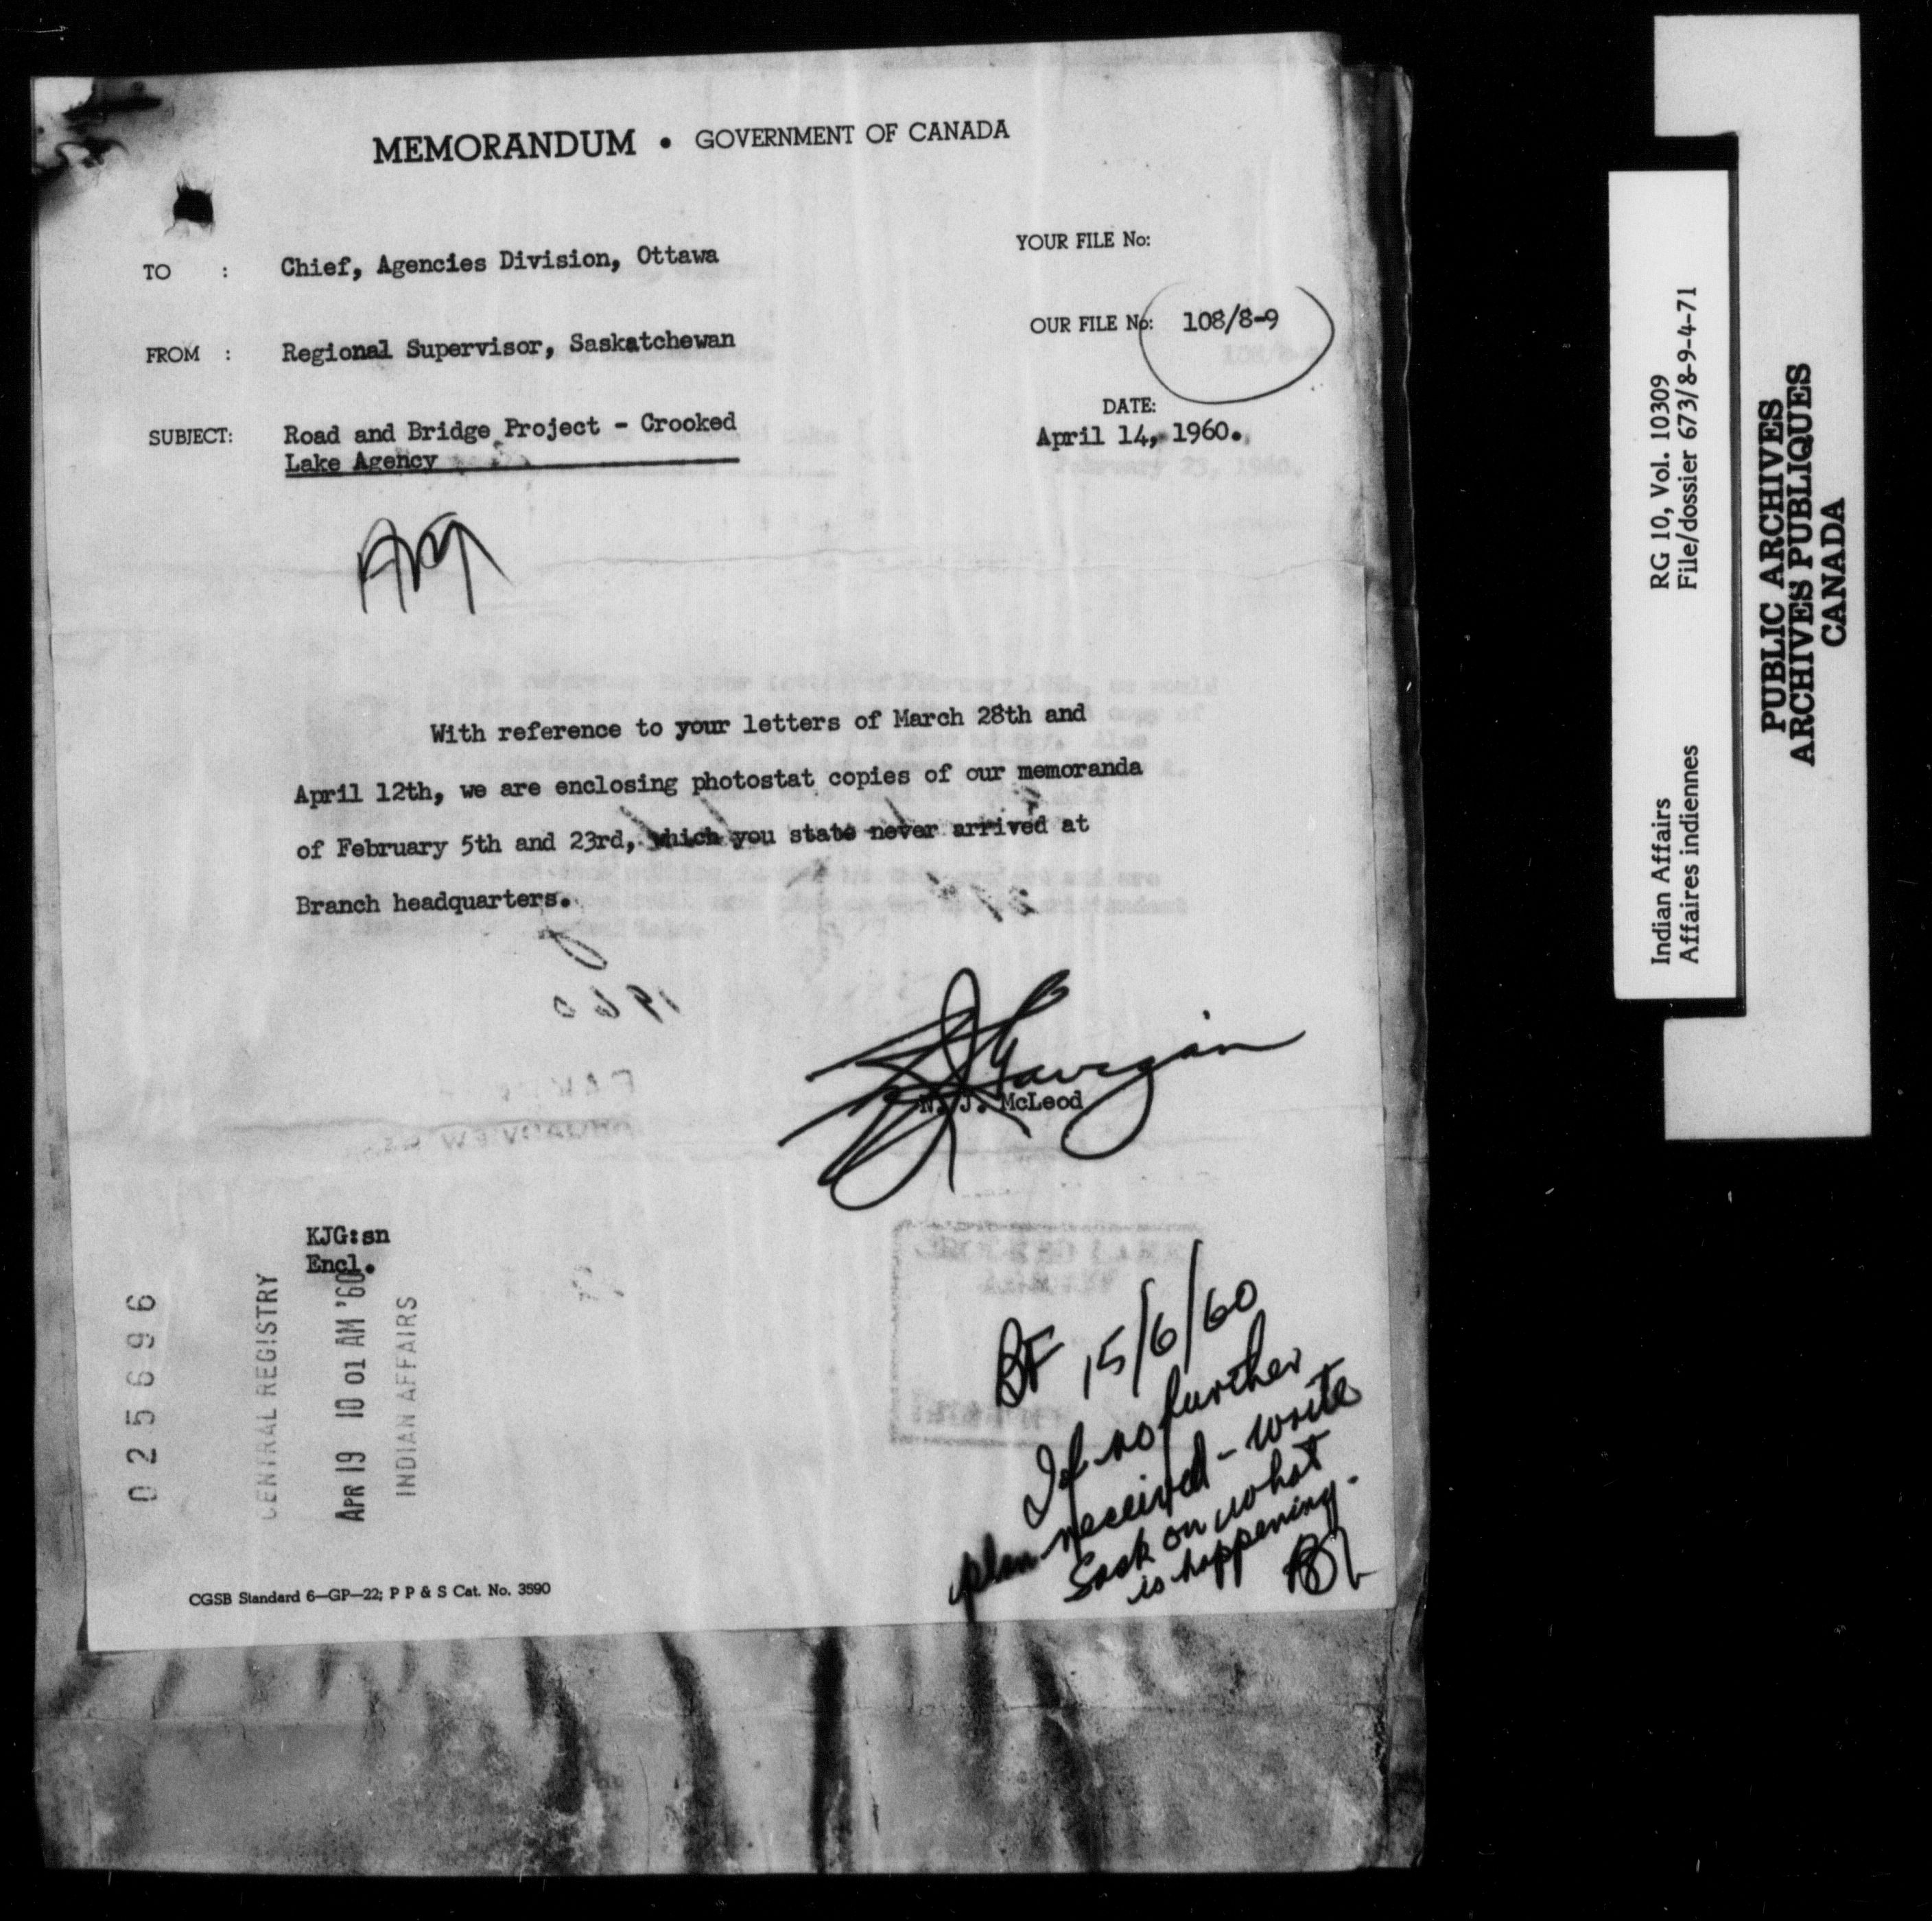 MEMORANDUM • GOVERNMENT OF CANADA
TO : Chief, Agencies Division, Ottawa
YOUR FILE No:
OUR FILE No: 108/8-9
FROM : Regional Supervisor, Saskatchewan
DATE:
April 14, 1960.
SUBJECT: Road and Bridge Project - Crooked
Lake Agency
With reference to your letters of March 28th and
April 12th, we are enclosing photostat copies of our memoranda
of February 5th and 23rd, which you state never arrived at
Branch headquarters.
N. J. McLeod
KJG:sn
Encl.
025696
CENTRAL REGISTRY
APR 19 10 01 AM '60
INDIAN AFFAIRS
BF 15/6/60
If no further
plan received - write
Sask on what
is happening.
CGSB Standard 6—GP—22; P P & S Cat. No. 3590
Indian Affairs RG 10, Vol. 10309
Affaires indiennes File/dossier 673/8-9-4-71
PUBLIC ARCHIVES
ARCHIVES PUBLIQUES
CANADA